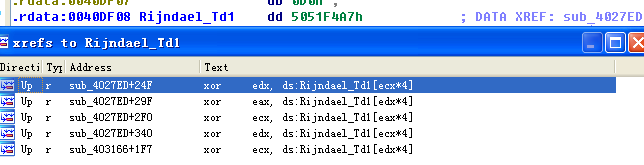 .rdata:0040DF07 db 0D0h ;
.rdata:0040DF08 Rijndael_Td1 dd 5051F4A7h ; DATA XREF: sub_4027ED
xrefs to Rijndael_Td1
Directi Typ Address Text
Up r sub_4027ED+24F xor edx, ds:Rijndael_Td1[ecx*4]
Up r sub_4027ED+29F xor eax, ds:Rijndael_Td1[edx*4]
Up r sub_4027ED+2F0 xor ecx, ds:Rijndael_Td1[eax*4]
Up r sub_4027ED+340 xor edx, ds:Rijndael_Td1[ecx*4]
Up r sub_403166+1F7 xor ecx, ds:Rijndael_Td1[eax*4]